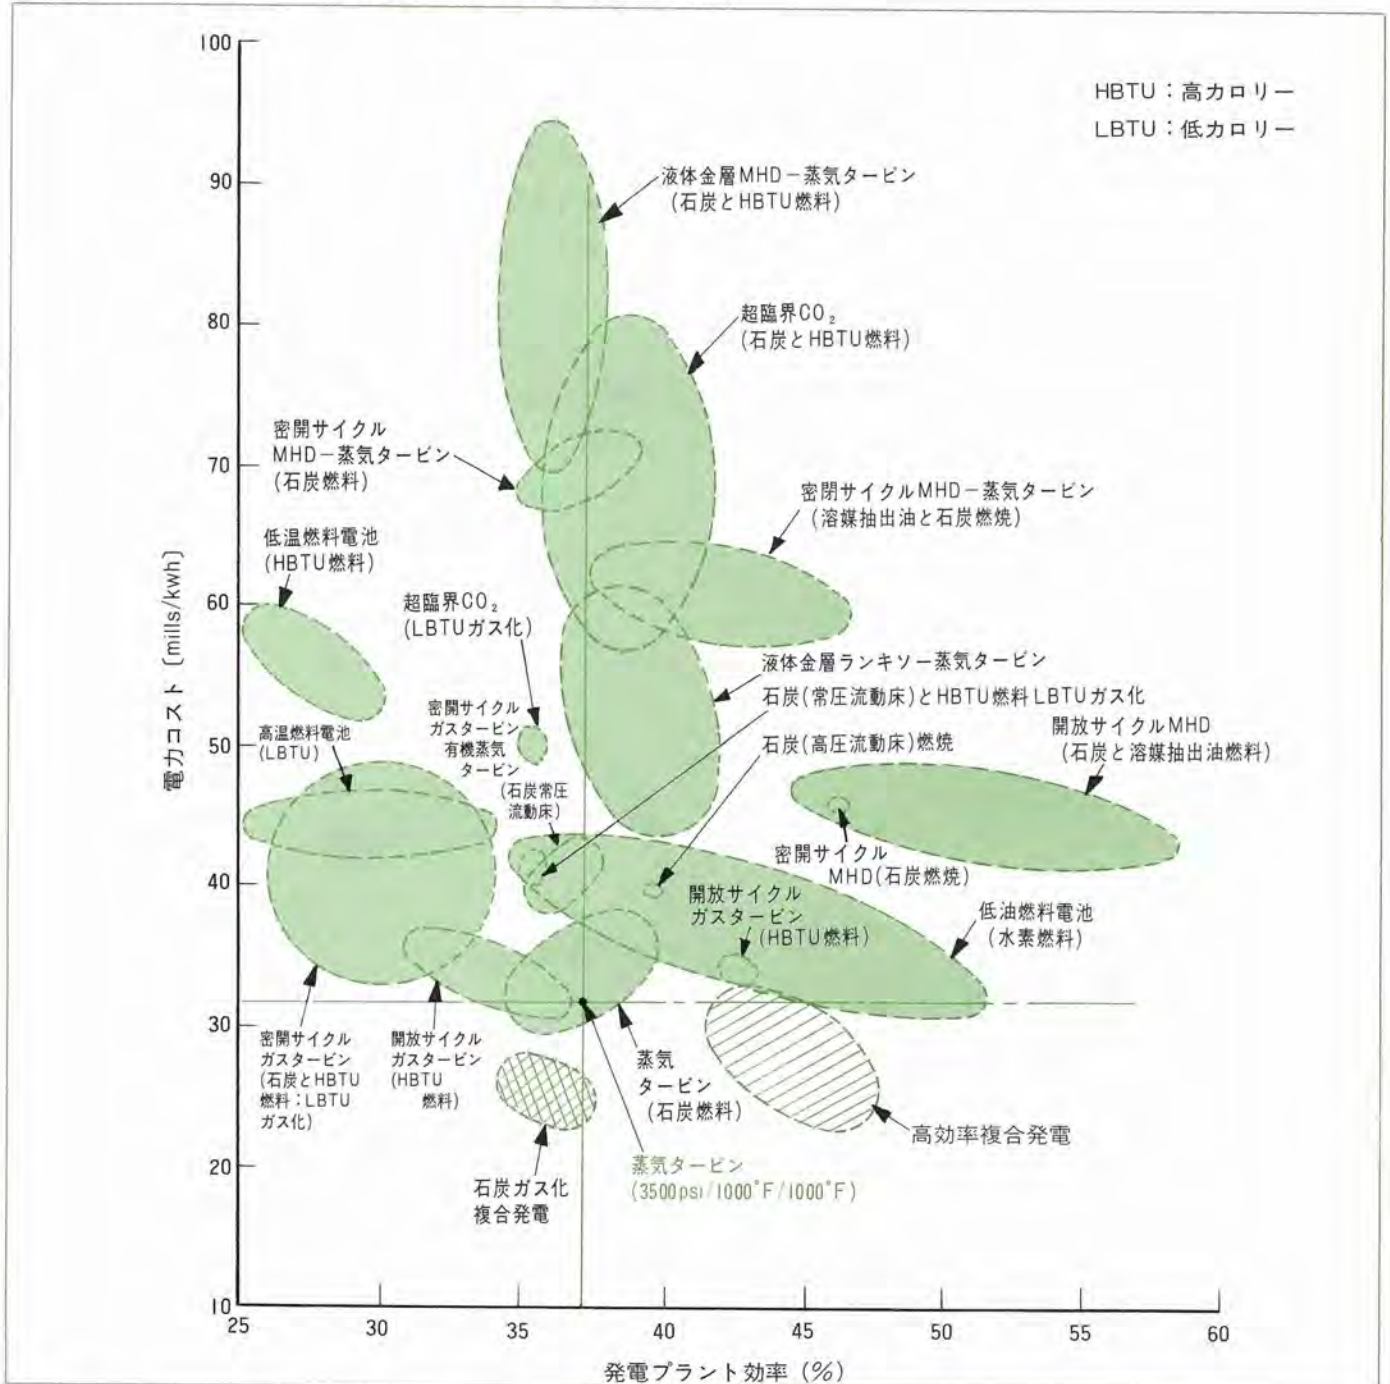 HBTU：高カロリー
LBTU：低カロリー
電力コスト〔mills/kwh〕
100
90
80
70
60
50
40
30
20
10
液体金層MHD－蒸気タービン
(石炭とHBTU燃料)
超臨界CO₂
(石炭とHBTU燃料)
密開サイクル
MHD－蒸気タービン
(石炭燃料)
密閉サイクルMHD－蒸気タービン
(溶媒抽出油と石炭燃焼)
低温燃料電池
(HBTU燃料)
超臨界CO₂
(LBTUガス化)
液体金層ランキソー蒸気タービン
石炭(常圧流動床)とHBTU燃料LBTUガス化
石炭(高圧流動床)燃焼
開放サイクルMHD
(石炭と溶媒抽出油燃料)
密開サイクル
ガスタービン
有機蒸気
タービン
(石炭常圧
流動床)
高温燃料電池
(LBTU)
密開サイクル
MHD(石炭燃焼)
開放サイクル
ガスタービン
(HBTU燃料)
低油燃料電池
(水素燃料)
密開サイクル
ガスタービン
(石炭とHBTU
燃料：LBTU
ガス化)
開放サイクル
ガスタービン
(HBTU
燃料)
蒸気
タービン
(石炭燃料)
高効率複合発電
蒸気タービン
(3500psi/1000°F/1000°F)
石炭ガス化
複合発電
25
30
35
40
45
50
55
60
発電プラント効率（％）